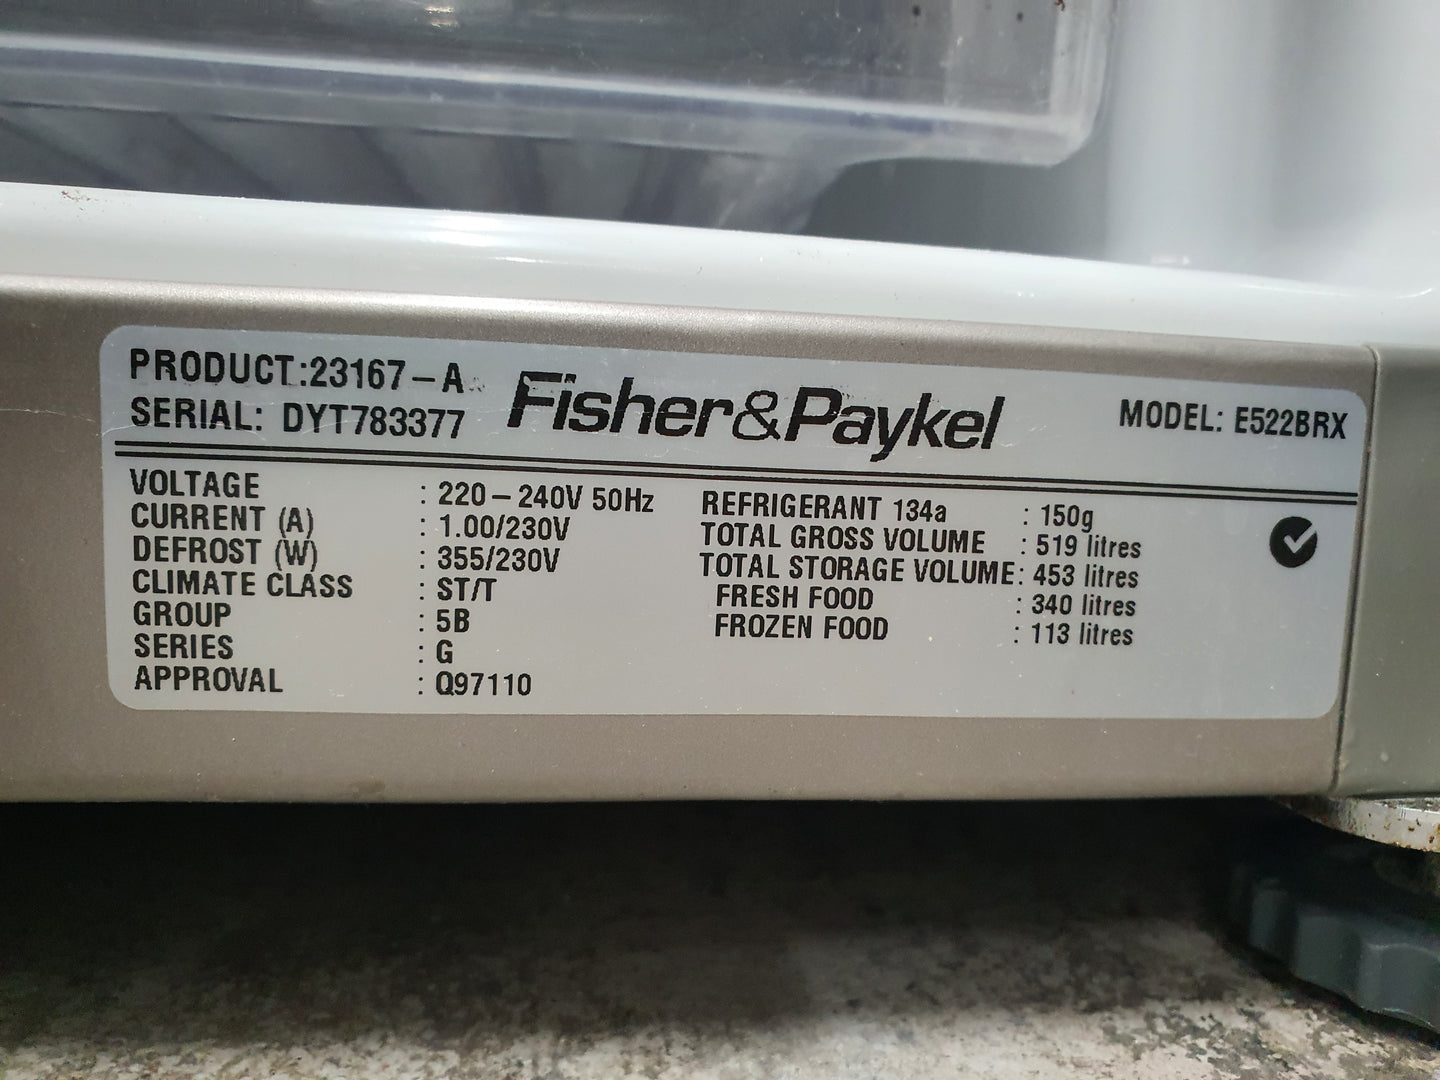 PRODUCT:23167-A
SERIAL: DYT783377
Fisher&Paykel
MODEL: E522BRX
VOLTAGE : 220-240V 50Hz
CURRENT (A) : 1.00/230V
DEFROST (W) : 355/230V
CLIMATE CLASS : ST/T
GROUP : 5B
SERIES : G
APPROVAL : Q97110
REFRIGERANT 134a : 150g
TOTAL GROSS VOLUME : 519 litres
TOTAL STORAGE VOLUME: 453 litres
FRESH FOOD : 340 litres
FROZEN FOOD : 113 litres